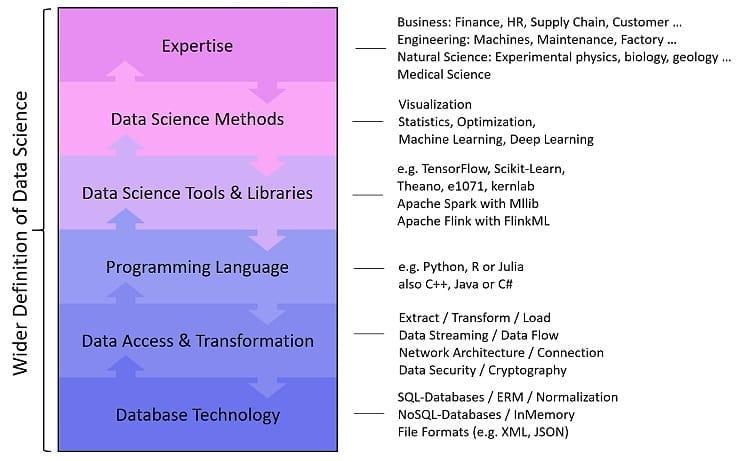 Wider Definition of Data Science
Expertise
Business: Finance, HR, Supply Chain, Customer ...
Engineering: Machines, Maintenance, Factory ...
Natural Science: Experimental physics, biology, geology ...
Medical Science
Data Science Methods
Visualization
Statistics, Optimization,
Machine Learning, Deep Learning
Data Science Tools & Libraries
e.g. TensorFlow, Scikit-Learn,
Theano, e1071, kernlab
Apache Spark with Mllib
Apache Flink with FlinkML
Programming Language
e.g. Python, R or Julia
also C++, Java or C#
Data Access & Transformation
Extract / Transform / Load
Data Streaming / Data Flow
Network Architecture / Connection
Data Security / Cryptography
Database Technology
SQL-Databases / ERM / Normalization
NoSQL-Databases / InMemory
File Formats (e.g. XML, JSON)